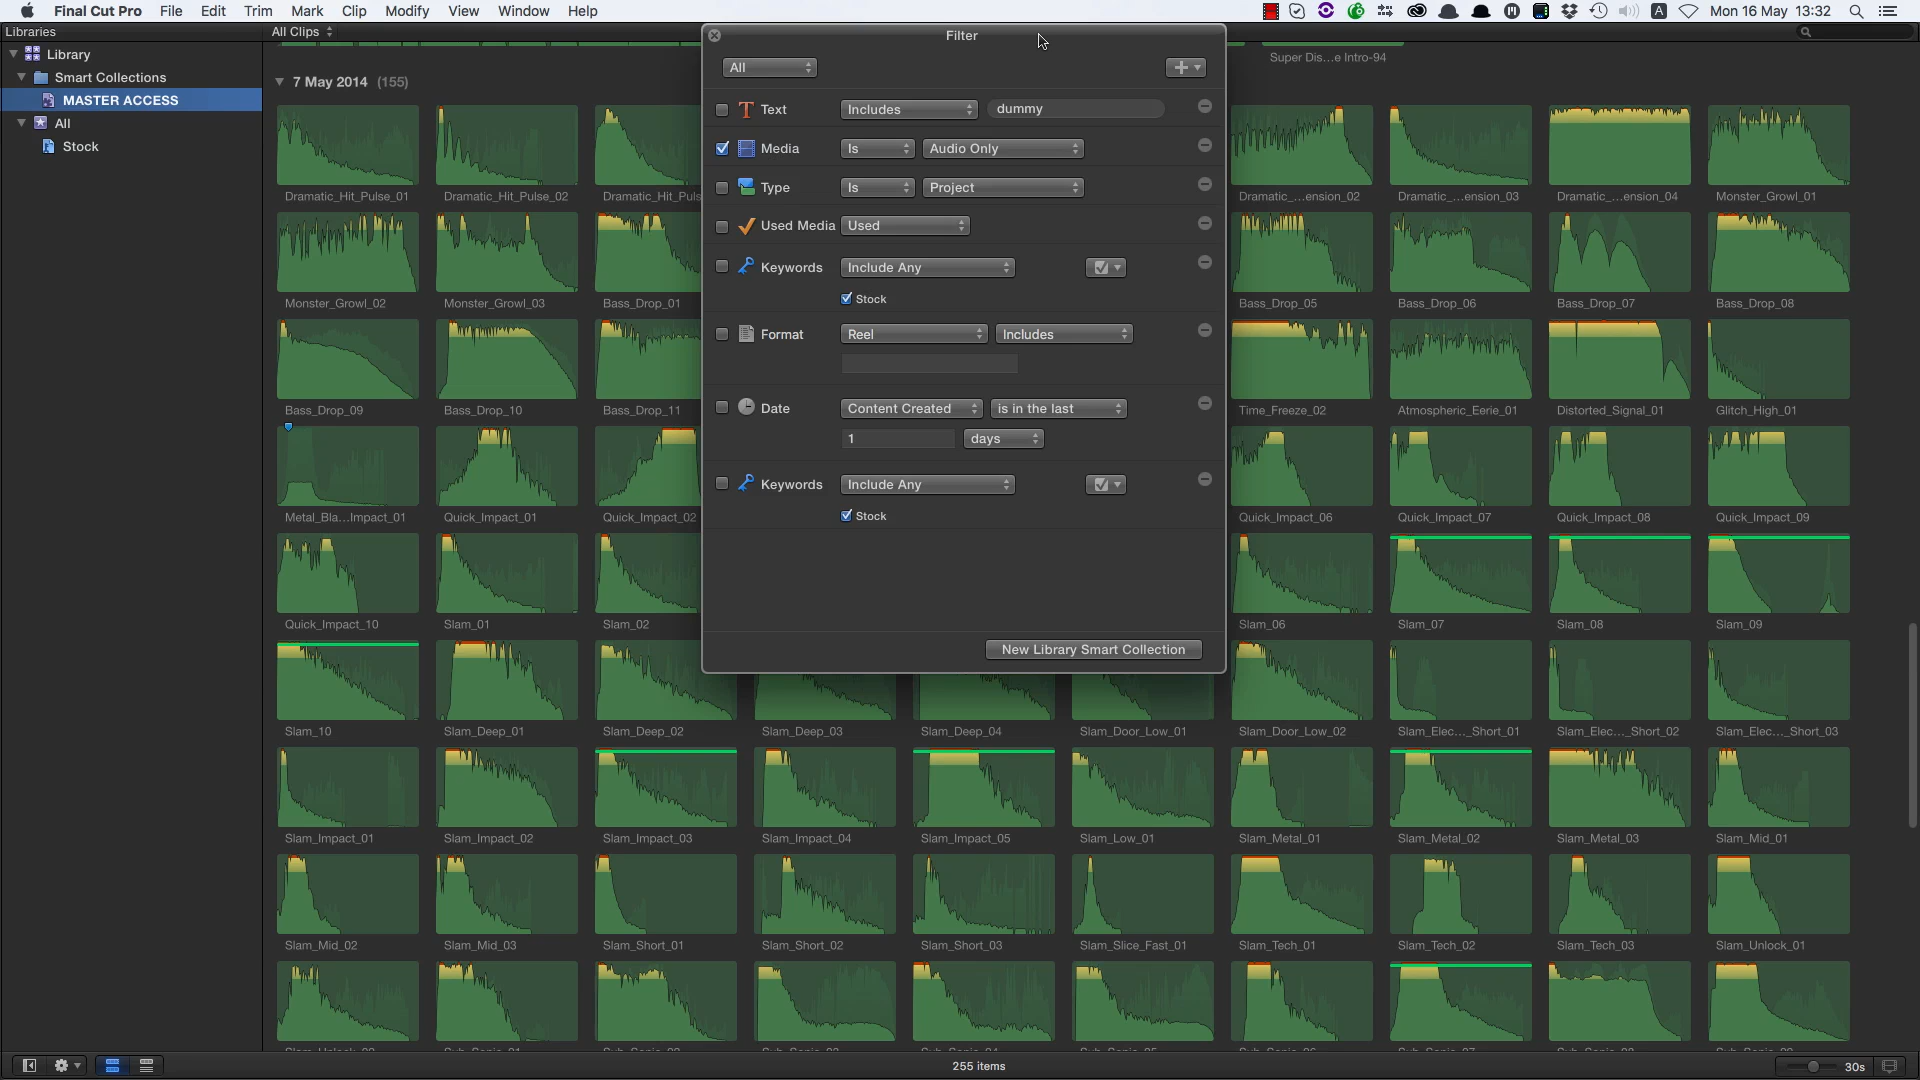 Final Cut Pro File Edit Trim Mark Clip Modify View Window Help A Mon 16 May 13:32
Libraries All Clips Filter
Library
Smart Collections
MASTER ACCESS
All
Stock
Super Dis...e Intro-94
7 May 2014 (155)
Dramatic_Hit_Pulse_01 Dramatic_Hit_Pulse_02 Dramatic_Hit_Puls Dramatic_...ension_02 Dramatic_...ension_03 Dramatic_...ension_04 Monster_Growl_01
Monster_Growl_02 Monster_Growl_03 Bass_Drop_01 Bass_Drop_05 Bass_Drop_06 Bass_Drop_07 Bass_Drop_08
Bass_Drop_09 Bass_Drop_10 Bass_Drop_11 Time_Freeze_02 Atmospheric_Eerie_01 Distorted_Signal_01 Glitch_High_01
Metal_Bla...Impact_01 Quick_Impact_01 Quick_Impact_02 Quick_Impact_06 Quick_Impact_07 Quick_Impact_08 Quick_Impact_09
Quick_Impact_10 Slam_01 Slam_02 Slam_06 Slam_07 Slam_08 Slam_09
Slam_10 Slam_Deep_01 Slam_Deep_02 Slam_Deep_03 Slam_Deep_04 Slam_Door_Low_01 Slam_Door_Low_02 Slam_Elec..._Short_01 Slam_Elec..._Short_02 Slam_Elec..._Short_03
Slam_Impact_01 Slam_Impact_02 Slam_Impact_03 Slam_Impact_04 Slam_Impact_05 Slam_Low_01 Slam_Metal_01 Slam_Metal_02 Slam_Metal_03 Slam_Mid_01
Slam_Mid_02 Slam_Mid_03 Slam_Short_01 Slam_Short_02 Slam_Short_03 Slam_Slice_Fast_01 Slam_Tech_01 Slam_Tech_02 Slam_Tech_03 Slam_Unlock_01
All
T Text Includes dummy
Media Is Audio Only
Type Is Project
Used Media Used
Keywords Include Any
Stock
Format Reel Includes
Date Content Created is in the last
1 days
Keywords Include Any
Stock
New Library Smart Collection
255 items 30s